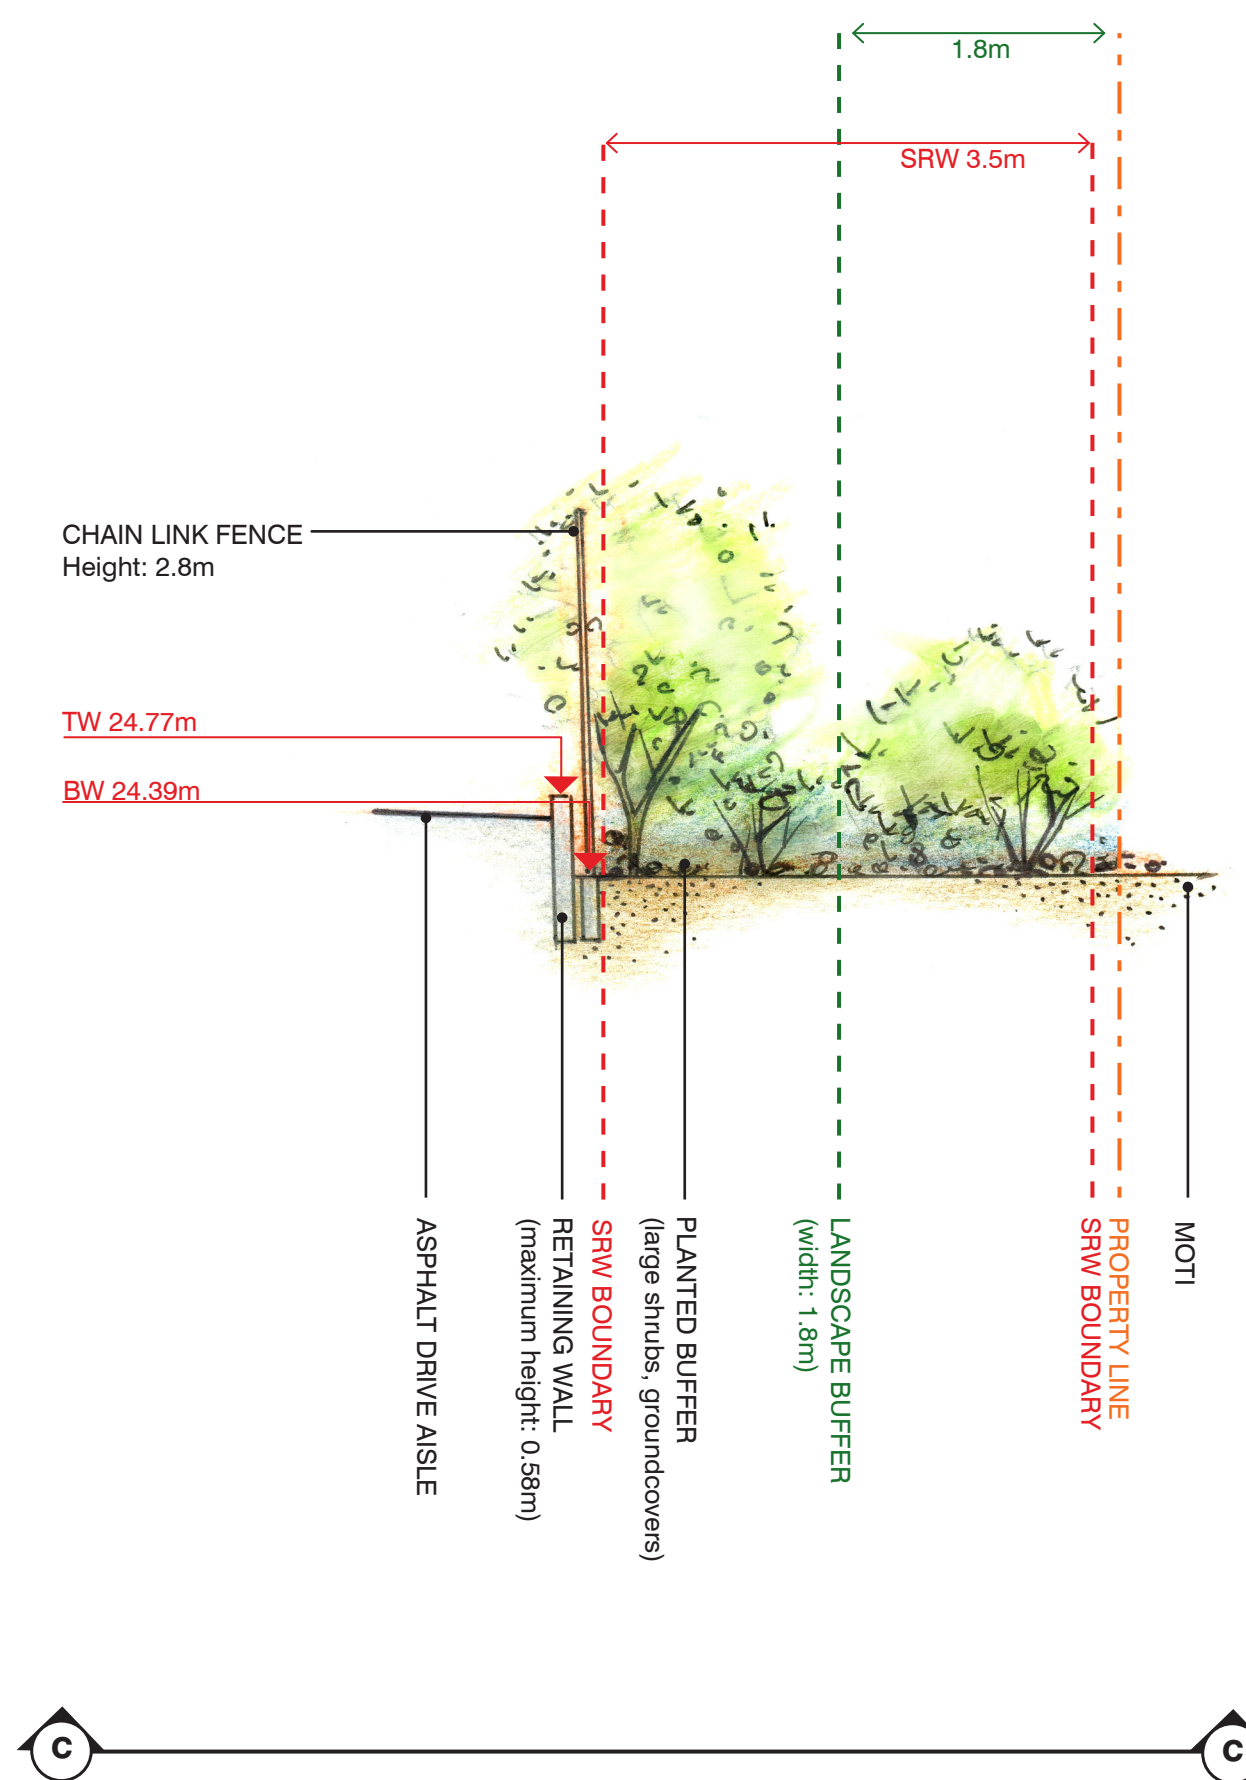 1.8m
SRW 3.5m
CHAIN LINK FENCE
Height: 2.8m
TW 24.77m
BW 24.39m
ASPHALT DRIVE AISLE
RETAINING WALL
(maximum height: 0.58m)
SRW BOUNDARY
PLANTED BUFFER
(large shrubs, groundcovers)
LANDSCAPE BUFFER
(width: 1.8m)
SRW BOUNDARY
PROPERTY LINE
MOTI
C
C